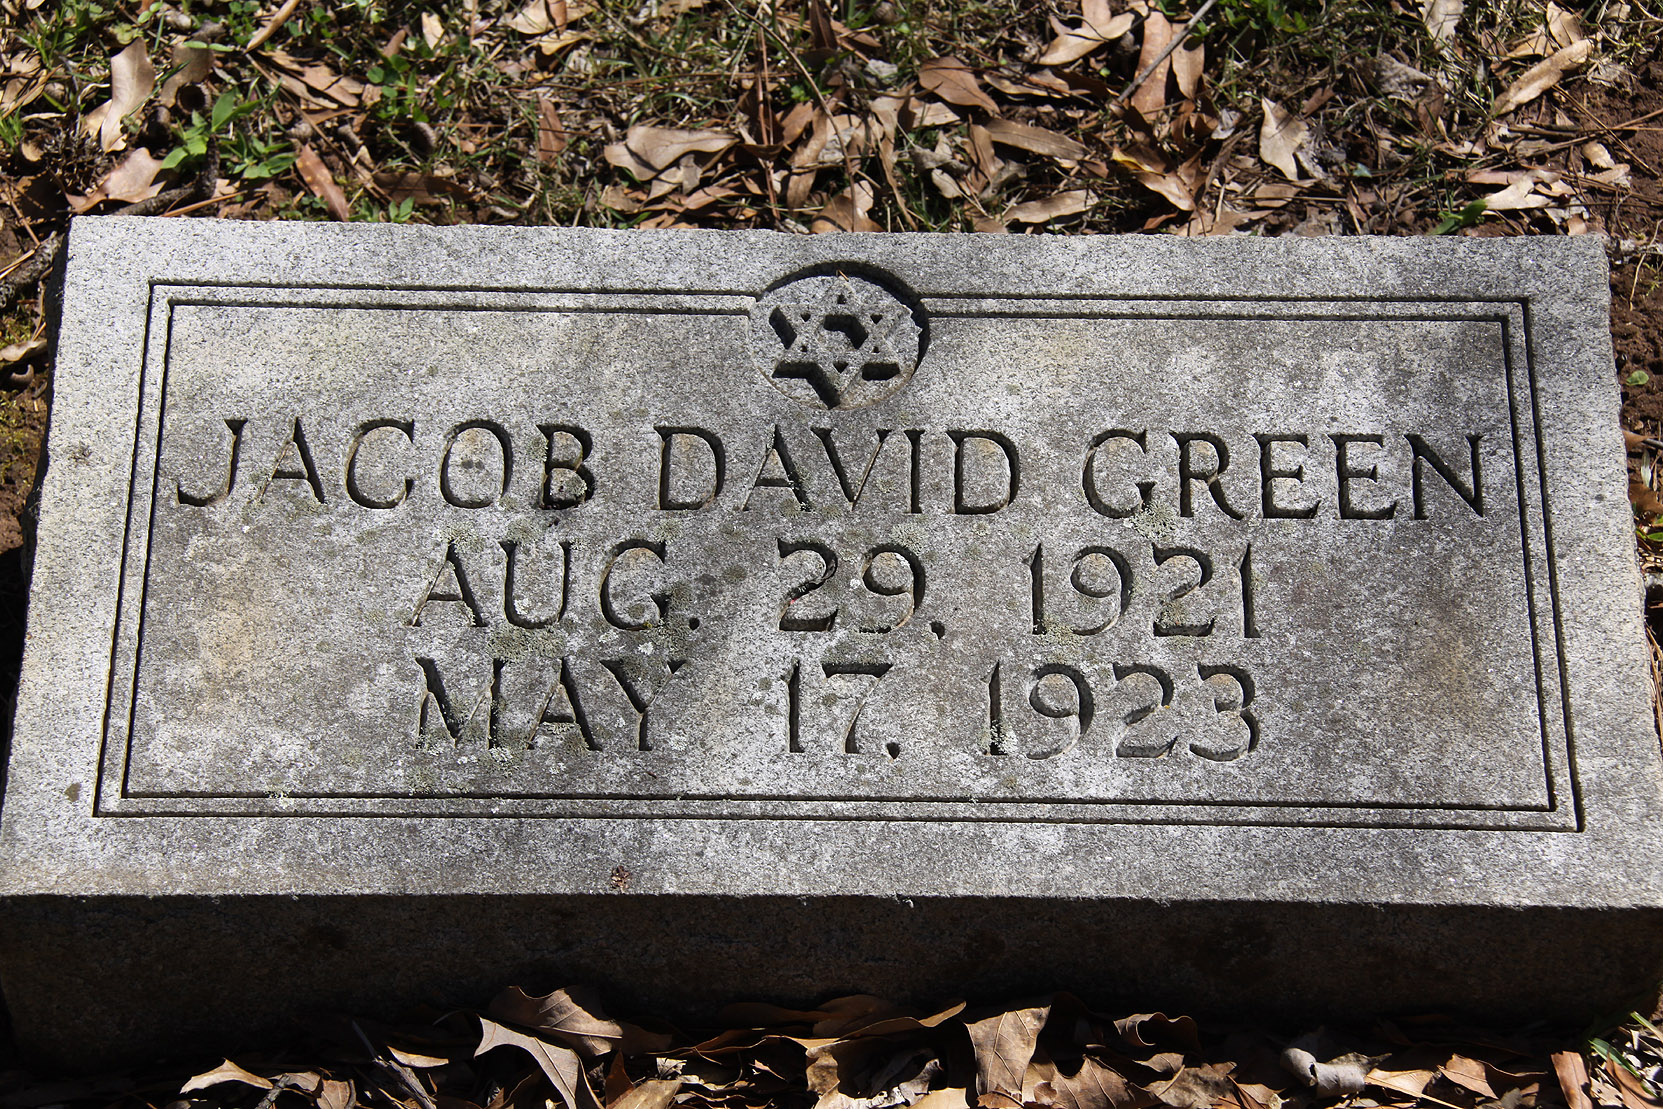 JACOB DAVID GREEN
AUG. 29. 1921
MAY 17. 1923